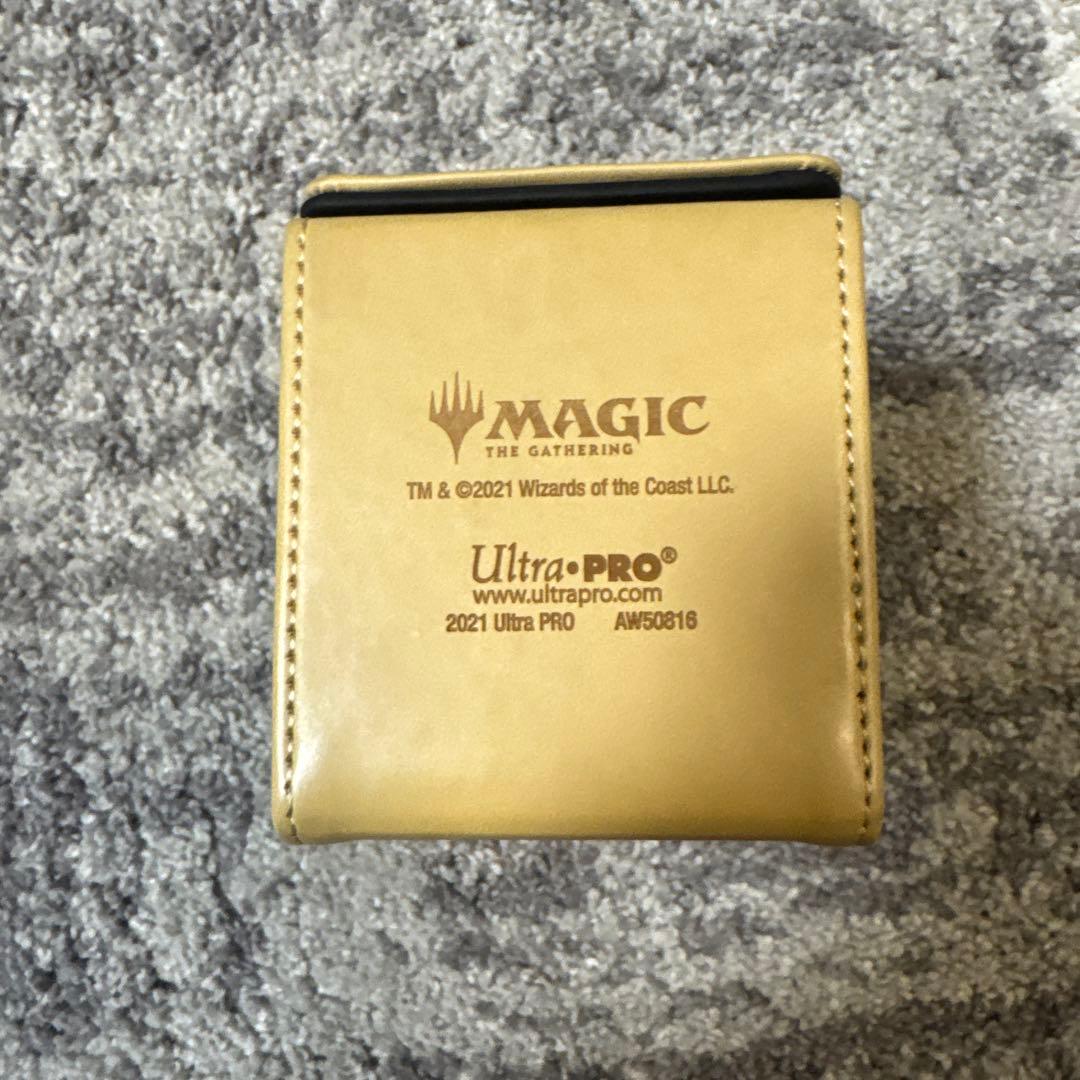 MAGIC
THE GATHERING
TM & ©2021 Wizards of the Coast LLC.
Ultra•PRO®
www.ultrapro.com
2021 Ultra PRO AW50816